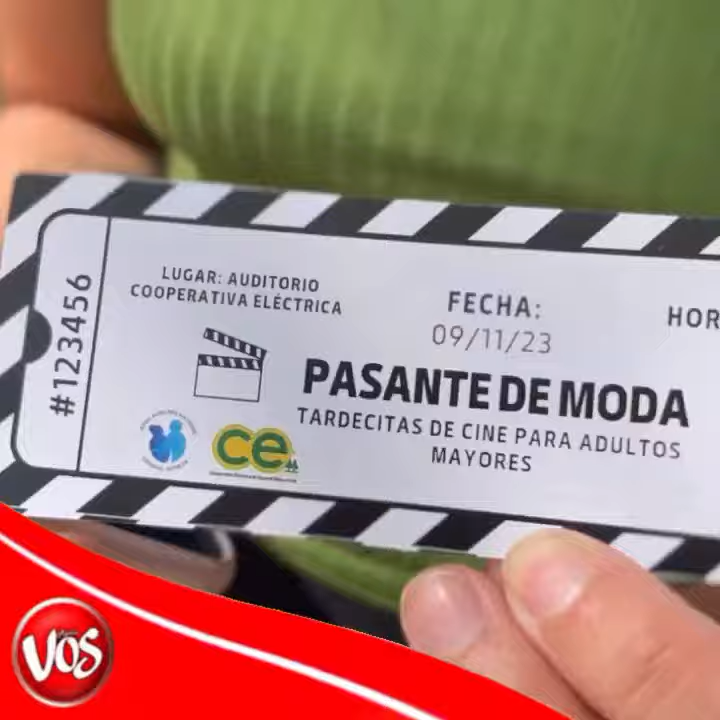 #123456
LUGAR: AUDITORIO
COOPERATIVA ELÉCTRICA
FECHA:
09/11/23
HOR
PASANTE DE MODA
TARDECITAS DE CINE PARA ADULTOS
MAYORES
ce
VOS